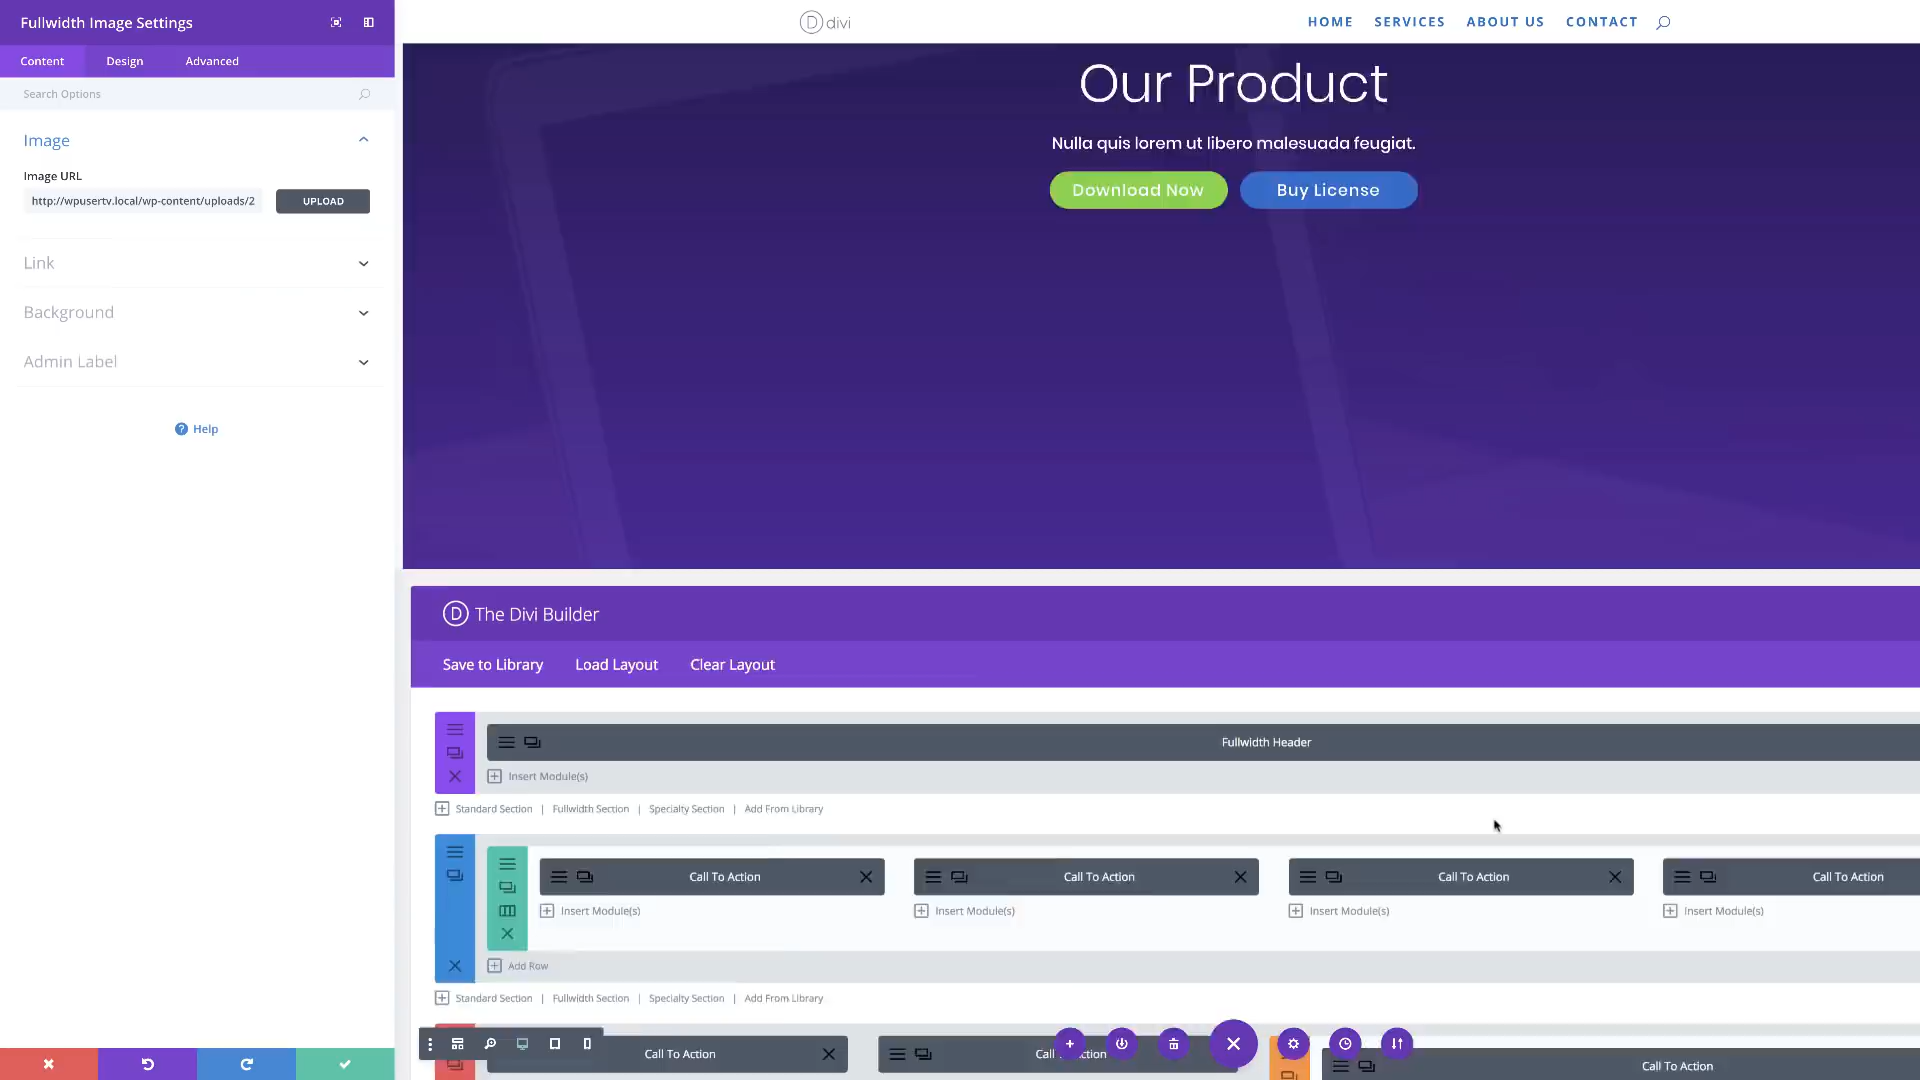 Fullwidth Image Settings
Content Design Advanced
Search Options
Image
Image URL
http://wpusertv.local/wp-content/uploads/2
UPLOAD
Link
Background
Admin Label
Help
divi
HOME SERVICES ABOUT US CONTACT
Our Product
Nulla quis lorem ut libero malesuada feugiat.
Download Now Buy License
The Divi Builder
Save to Library Load Layout Clear Layout
Fullwidth Header
Insert Module(s)
Standard Section | Fullwidth Section | Specialty Section | Add From Library
Call To Action Call To Action Call To Action Call To Action
Insert Module(s) Insert Module(s) Insert Module(s) Insert Module(s)
Add Row
Standard Section | Fullwidth Section | Specialty Section | Add From Library
Call To Action Call Action Call To Action